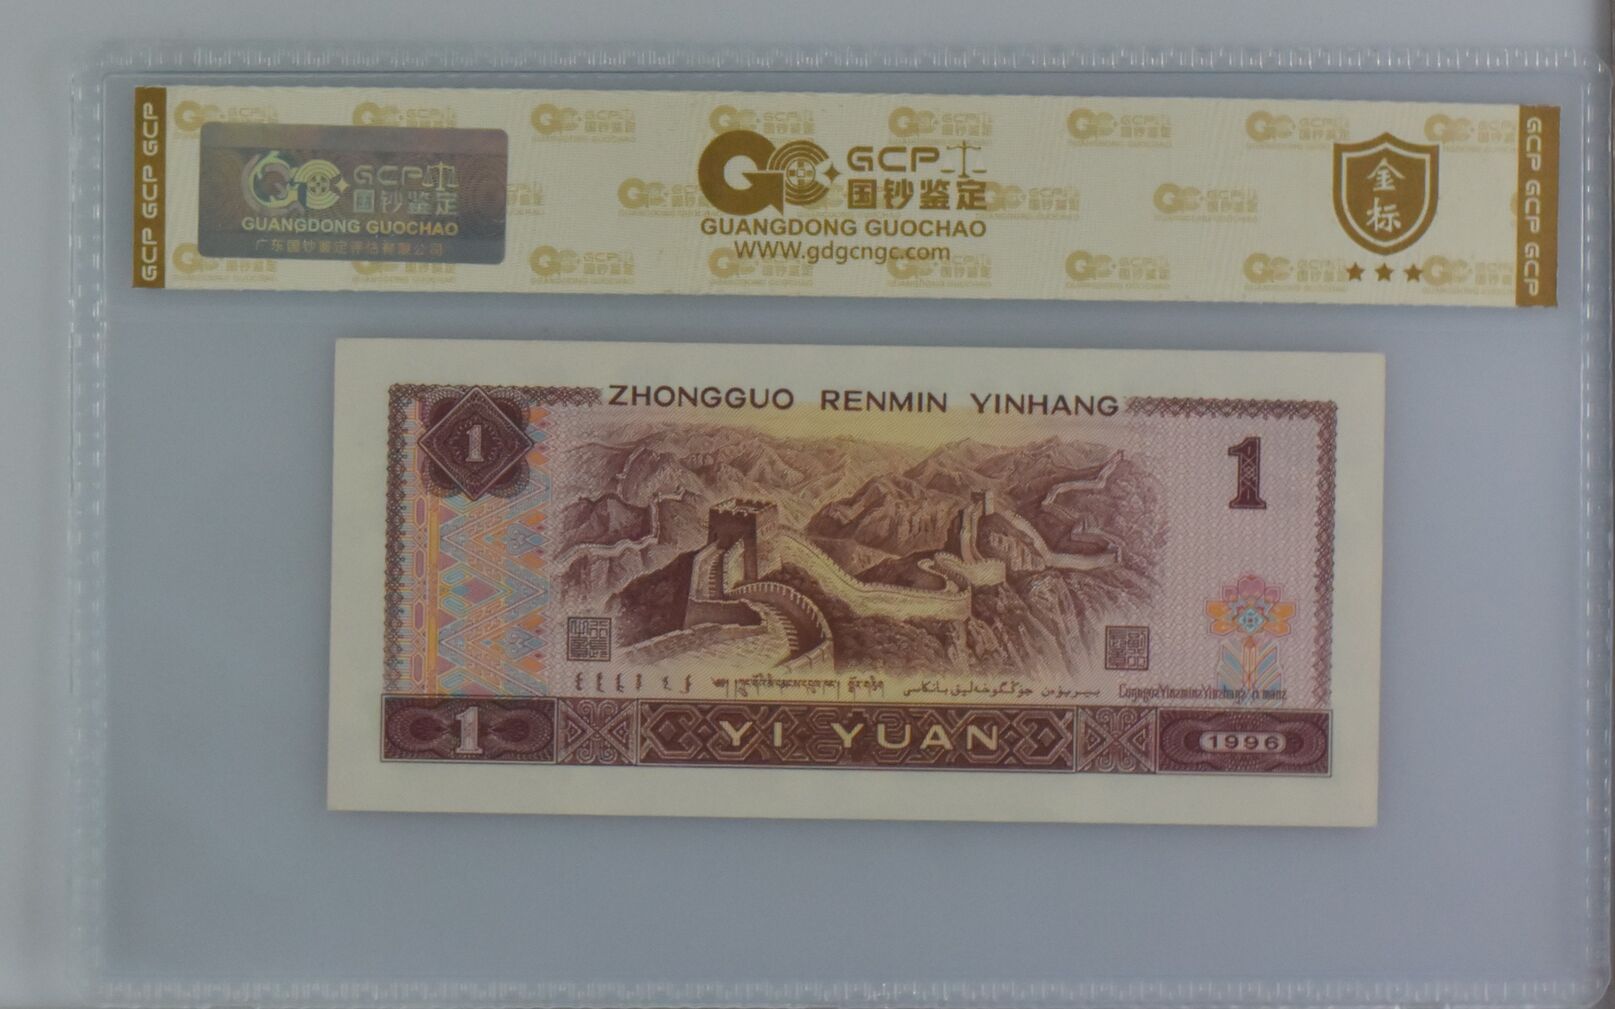 GCP GCP GCP
GCP
国钞鉴定
GUANGDONG GUOCHAO
广东国钞鉴定评估有限公司
GCP
国钞鉴定
GUANGDONG GUOCHAO
WWW.gdgcngc.com
金
标
GCP GCP GCP
ZHONGGUO RENMIN YINHANG
1
1
1
YI YUAN
1996